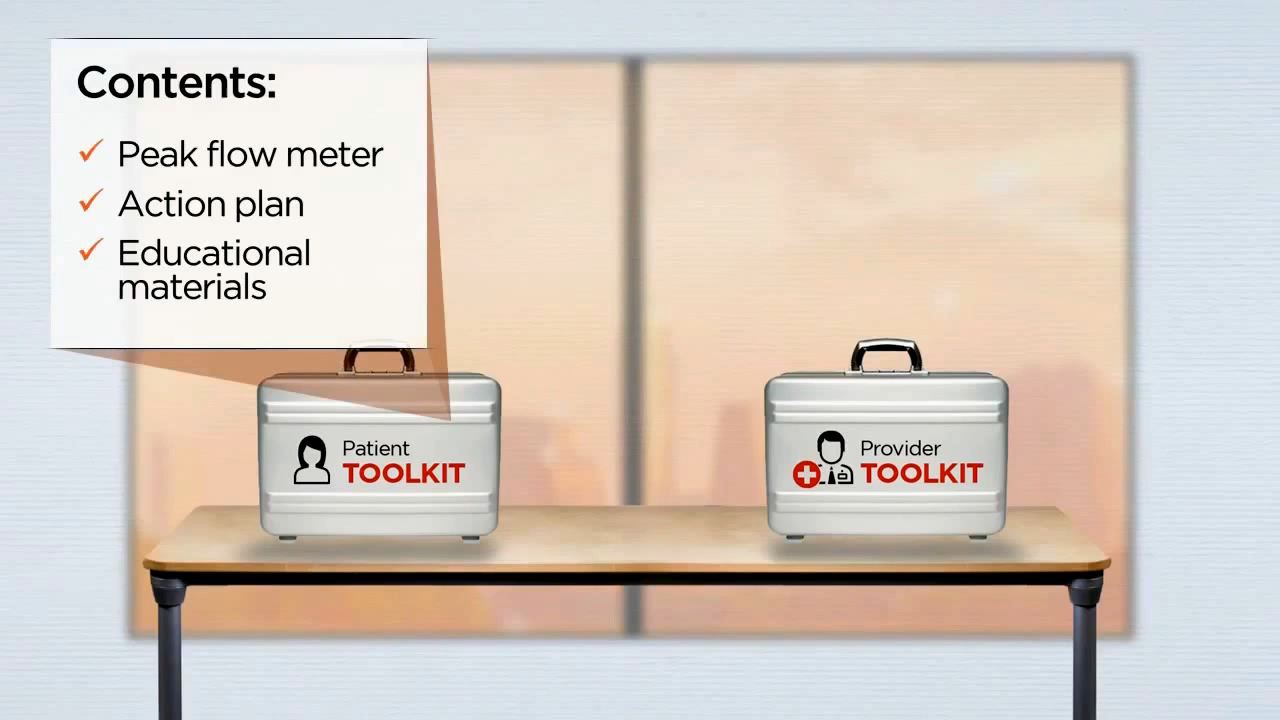 Contents:
✓ Peak flow meter
✓ Action plan
✓ Educational
materials
Patient
TOOLKIT
Provider
TOOLKIT